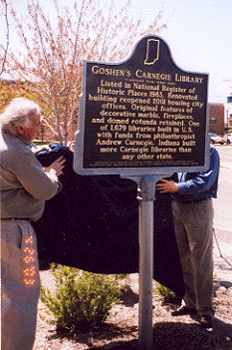 GOSHEN'S CARNEGIE LIBRARY
Listed in National Register of
Historic Places 1983. Renovated
building reopened 2001 housing city
offices. Original features of
decorative marble, fireplaces,
and domed rotunda retained. One
of 1,679 libraries built in U.S.
with funds from philanthropist
Andrew Carnegie. Indiana built
more Carnegie libraries than
any other state.